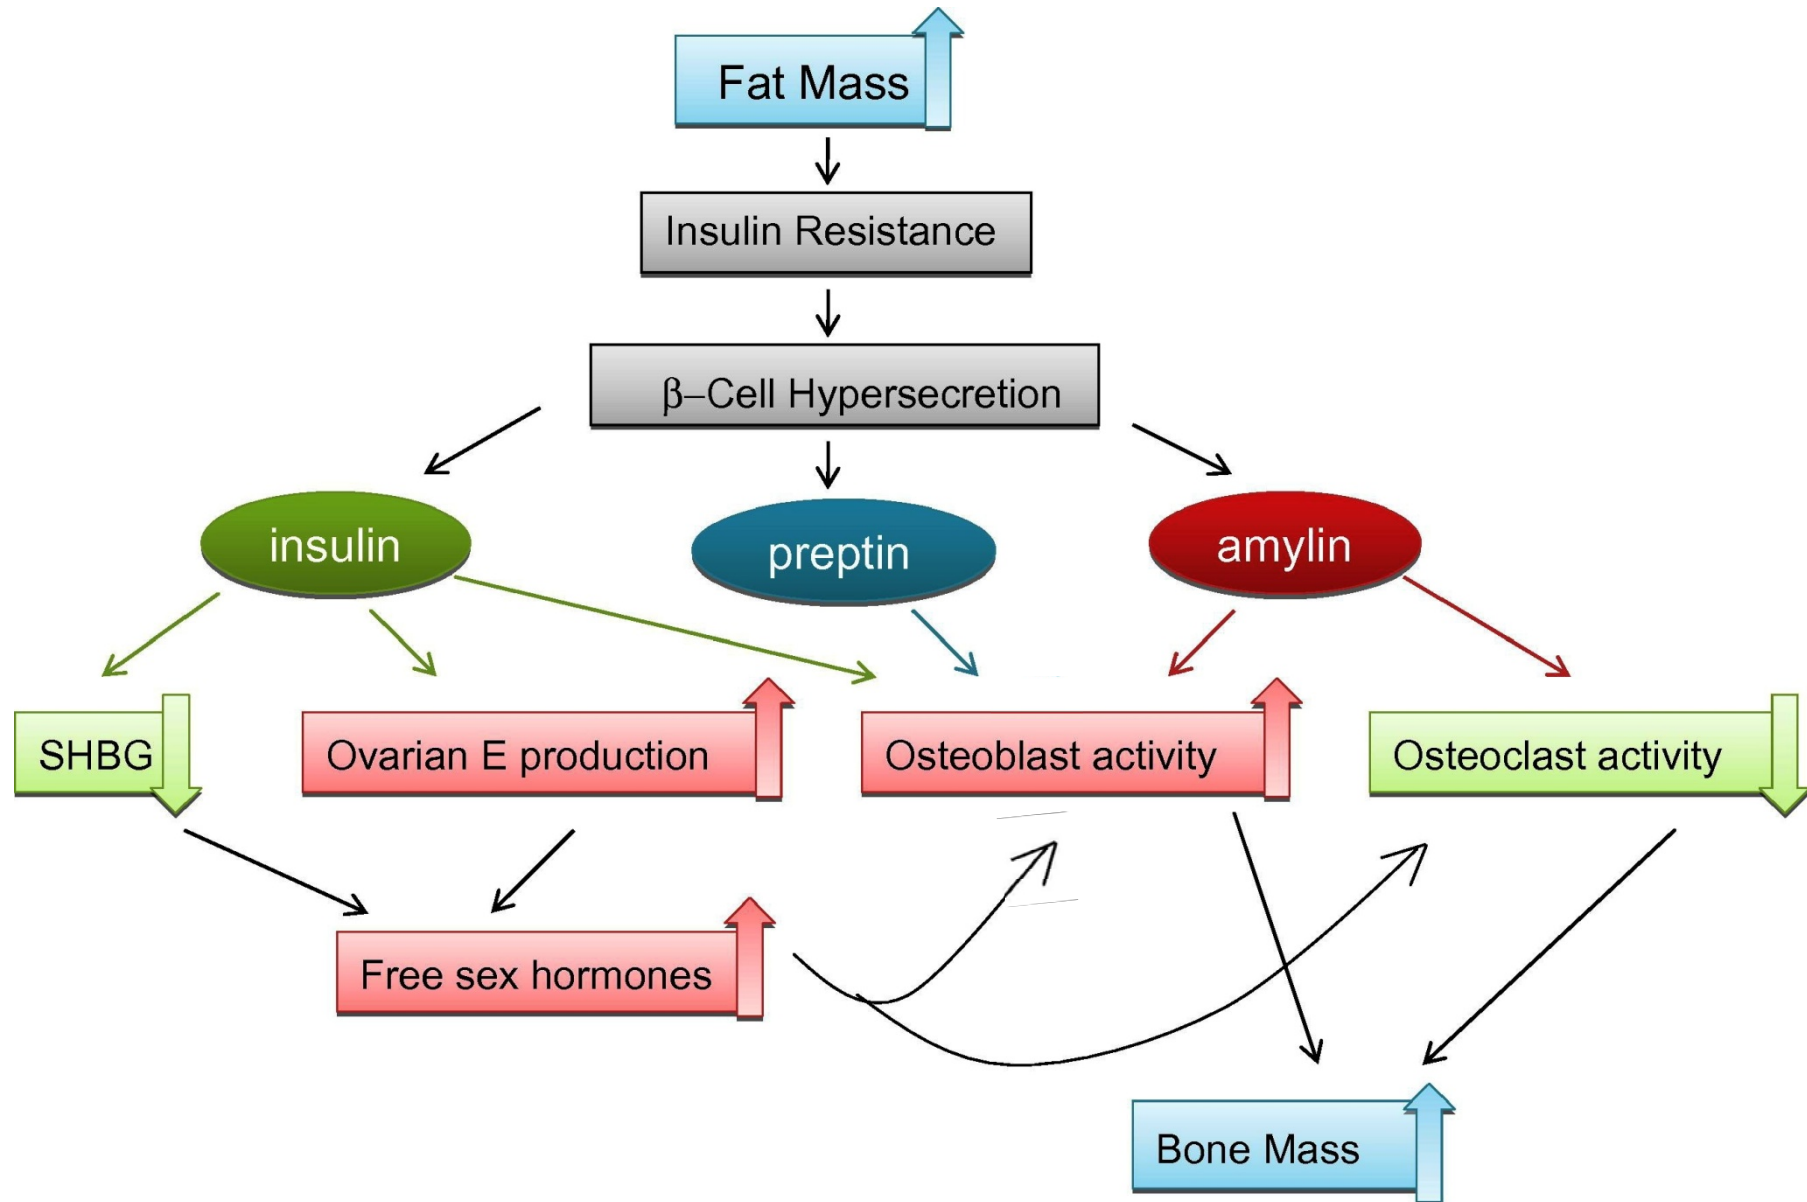 Fat Mass
Insulin Resistance
β–Cell Hypersecretion
insulin
preptin
amylin
SHBG
Ovarian E production
Osteoblast activity
Osteoclast activity
Free sex hormones
Bone Mass